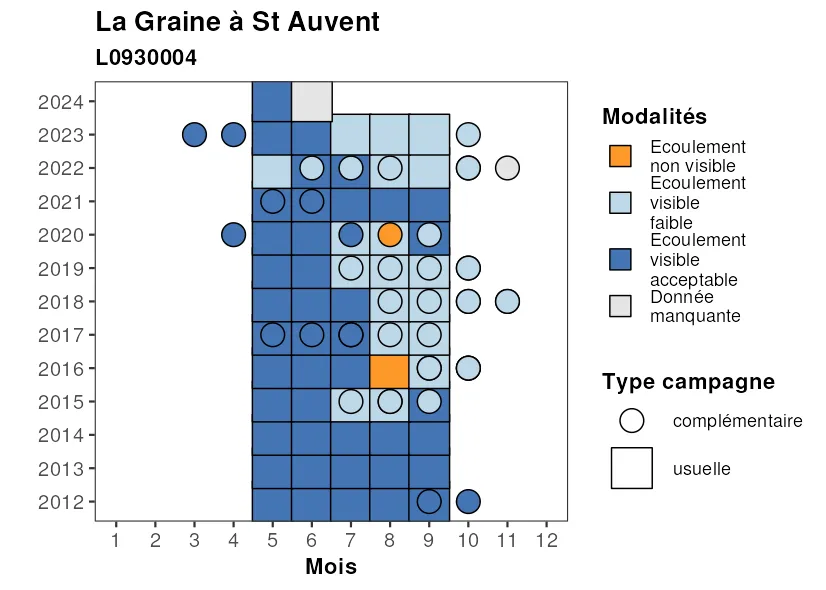 La Graine à St Auvent
L0930004
2024
2023
2022
2021
2020
2019
2018
2017
2016
2015
2014
2013
2012
1 2 3 4 5 6 7 8 9 10 11 12
Mois
Modalités
Ecoulement
non visible
Ecoulement
visible
faible
Ecoulement
visible
acceptable
Donnée
manquante
Type campagne
complémentaire
usuelle